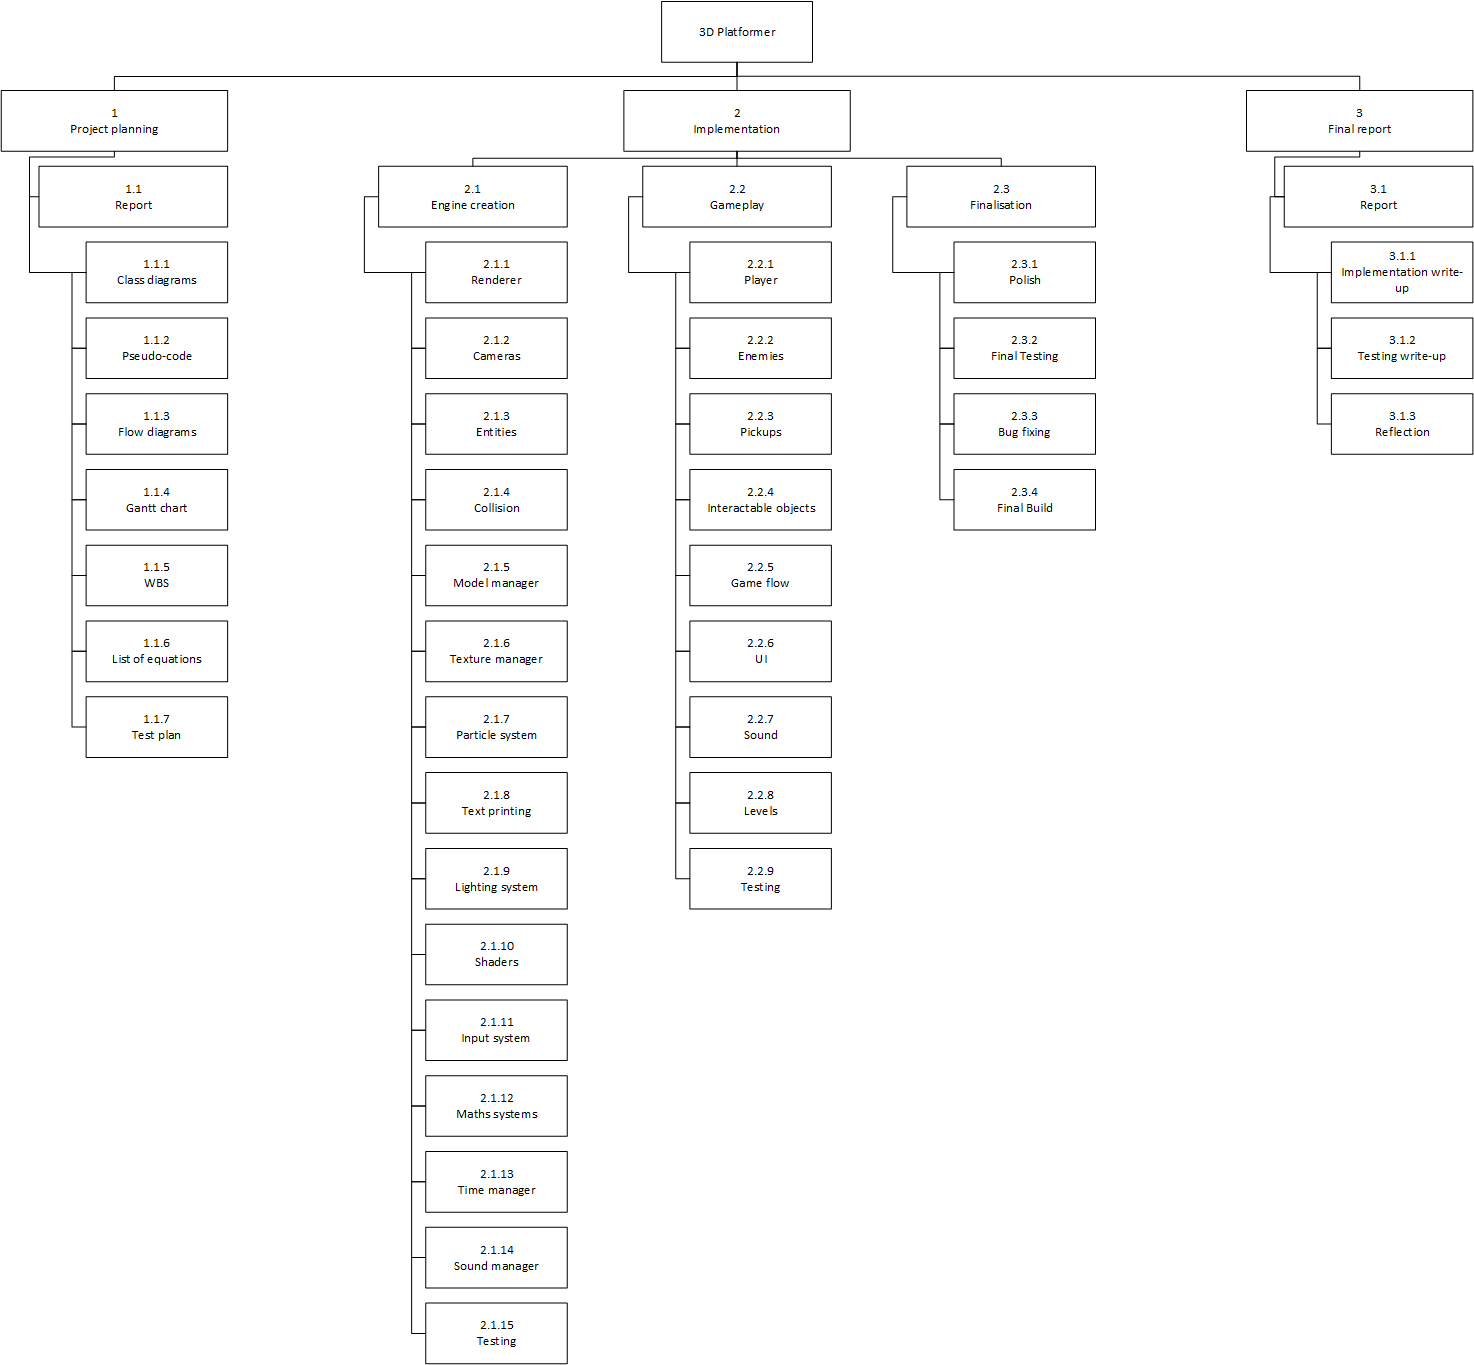 3D Platformer
1
Project planning
1.1
Report
1.1.1
Class diagrams
1.1.2
Pseudo-code
1.1.3
Flow diagrams
1.1.4
Gantt chart
1.1.5
WBS
1.1.6
List of equations
1.1.7
Test plan
2
Implementation
2.1
Engine creation
2.1.1
Renderer
2.1.2
Cameras
2.1.3
Entities
2.1.4
Collision
2.1.5
Model manager
2.1.6
Texture manager
2.1.7
Particle system
2.1.8
Text printing
2.1.9
Lighting system
2.1.10
Shaders
2.1.11
Input system
2.1.12
Maths systems
2.1.13
Time manager
2.1.14
Sound manager
2.1.15
Testing
2.2
Gameplay
2.2.1
Player
2.2.2
Enemies
2.2.3
Pickups
2.2.4
Interactable objects
2.2.5
Game flow
2.2.6
UI
2.2.7
Sound
2.2.8
Levels
2.2.9
Testing
2.3
Finalisation
2.3.1
Polish
2.3.2
Final Testing
2.3.3
Bug fixing
2.3.4
Final Build
3
Final report
3.1
Report
3.1.1
Implementation write-
up
3.1.2
Testing write-up
3.1.3
Reflection